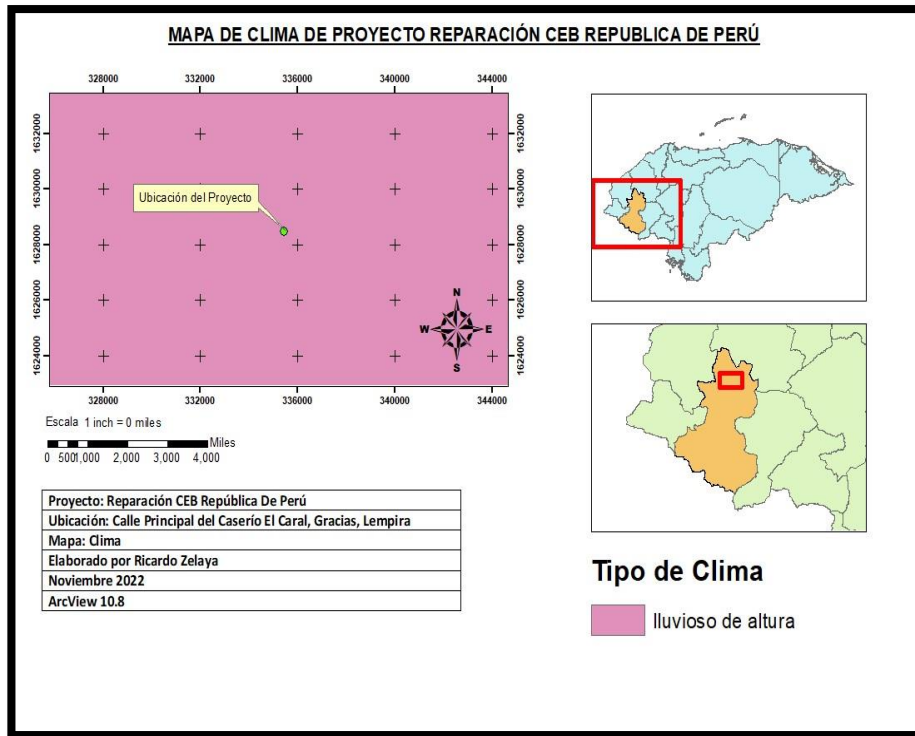 MAPA DE CLIMA DE PROYECTO REPARACIÓN CEB REPUBLICA DE PERÚ
328000 332000 336000 340000 344000
1632000 1632000
1630000 1630000
Ubicación del Proyecto
1628000 1628000
1626000 1626000
N
W E
S
1624000 1624000
328000 332000 336000 340000 344000
Escala 1 inch = 0 miles
Miles
0 5001,000 2,000 3,000 4,000
Proyecto: Reparación CEB República De Perú
Ubicación: Calle Principal del Caserío El Caral, Gracias, Lempira
Mapa: Clima
Elaborado por Ricardo Zelaya
Noviembre 2022
ArcView 10.8
Tipo de Clima
lluvioso de altura